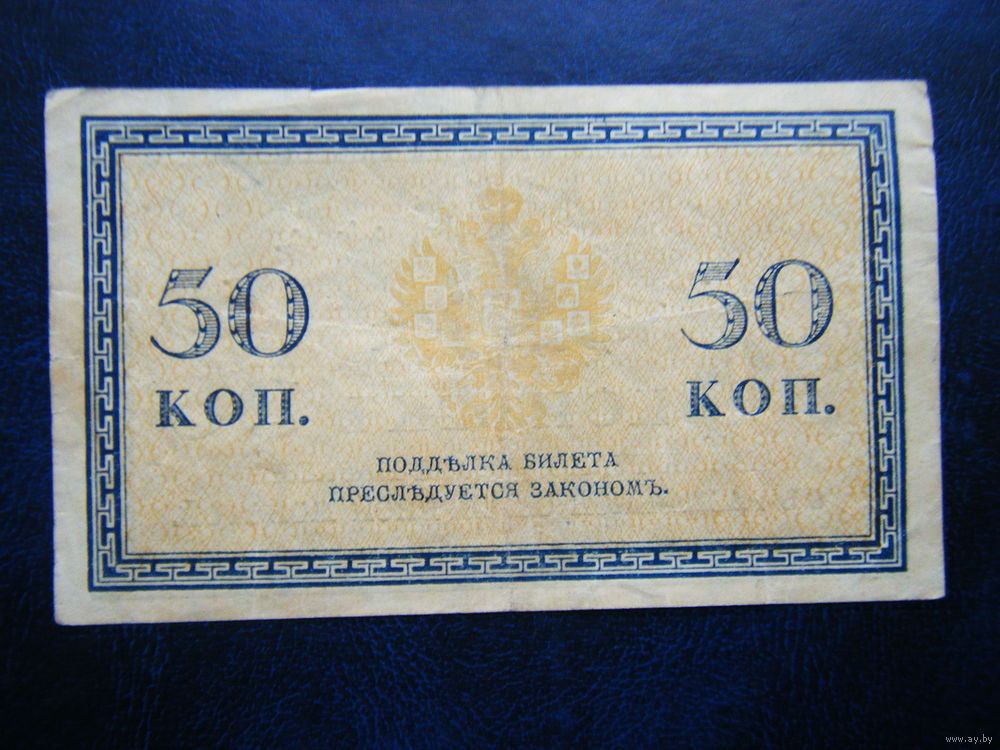 50 50
КОП. КОП.
ПОДДѢЛКА БИЛЕТА
ПРЕСЛѢДУЕТСЯ ЗАКОНОМЪ.
www.ay.by